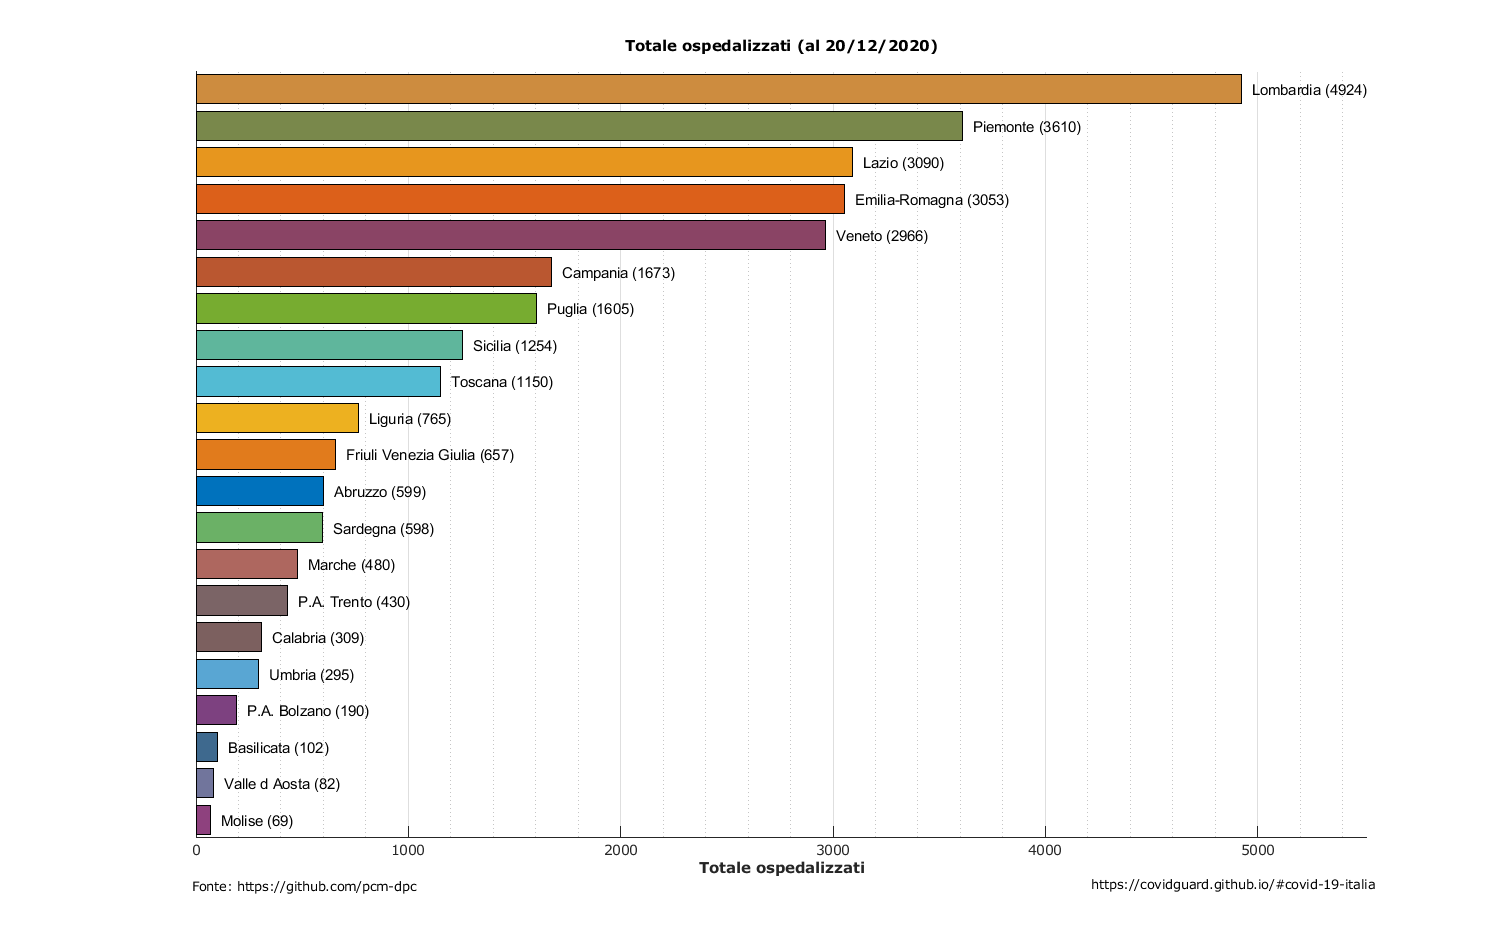 Totale ospedalizzati (al 20/12/2020)
Lombardia (4924)
Piemonte (3610)
Lazio (3090)
Emilia-Romagna (3053)
Veneto (2966)
Campania (1673)
Puglia (1605)
Sicilia (1254)
Toscana (1150)
Liguria (765)
Friuli Venezia Giulia (657)
Abruzzo (599)
Sardegna (598)
Marche (480)
P.A. Trento (430)
Calabria (309)
Umbria (295)
P.A. Bolzano (190)
Basilicata (102)
Valle d Aosta (82)
Molise (69)
0 1000 2000 3000 4000 5000
Totale ospedalizzati
Fonte: https://github.com/pcm-dpc
https://covidguard.github.io/#covid-19-italia